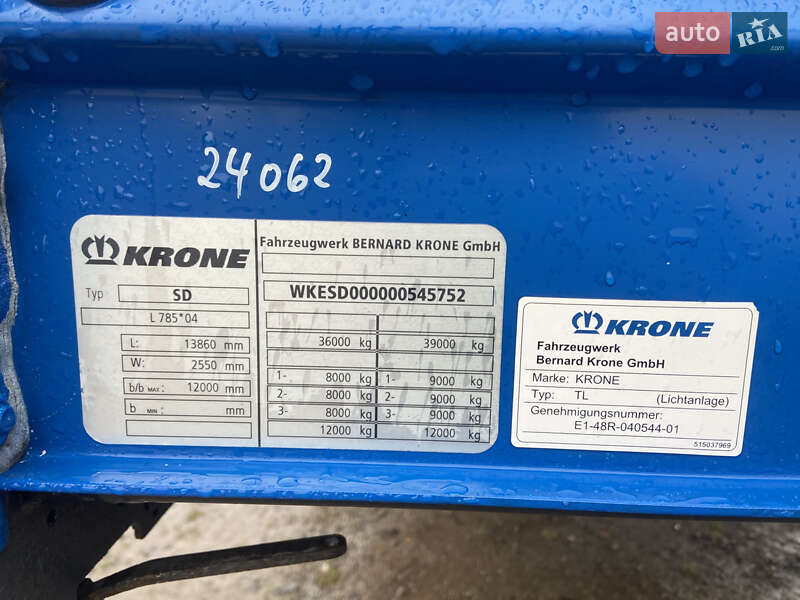 auto RIA .com
24062
KRONE
Typ SD
L 785*04
L: 13860 mm
W: 2550 mm
b/b MAX: 12000 mm
b MIN: mm
Fahrzeugwerk BERNARD KRONE GmbH
WKESD000000545752
36000 kg 39000 kg
1- 8000 kg 1- 9000 kg
2- 8000 kg 2- 9000 kg
3- 8000 kg 3- 9000 kg
12000 kg 12000 kg
KRONE
Fahrzeugwerk
Bernard Krone GmbH
Marke: KRONE
Typ: TL (Lichtanlage)
Genehmigungsnummer:
E1-48R-040544-01
515037969